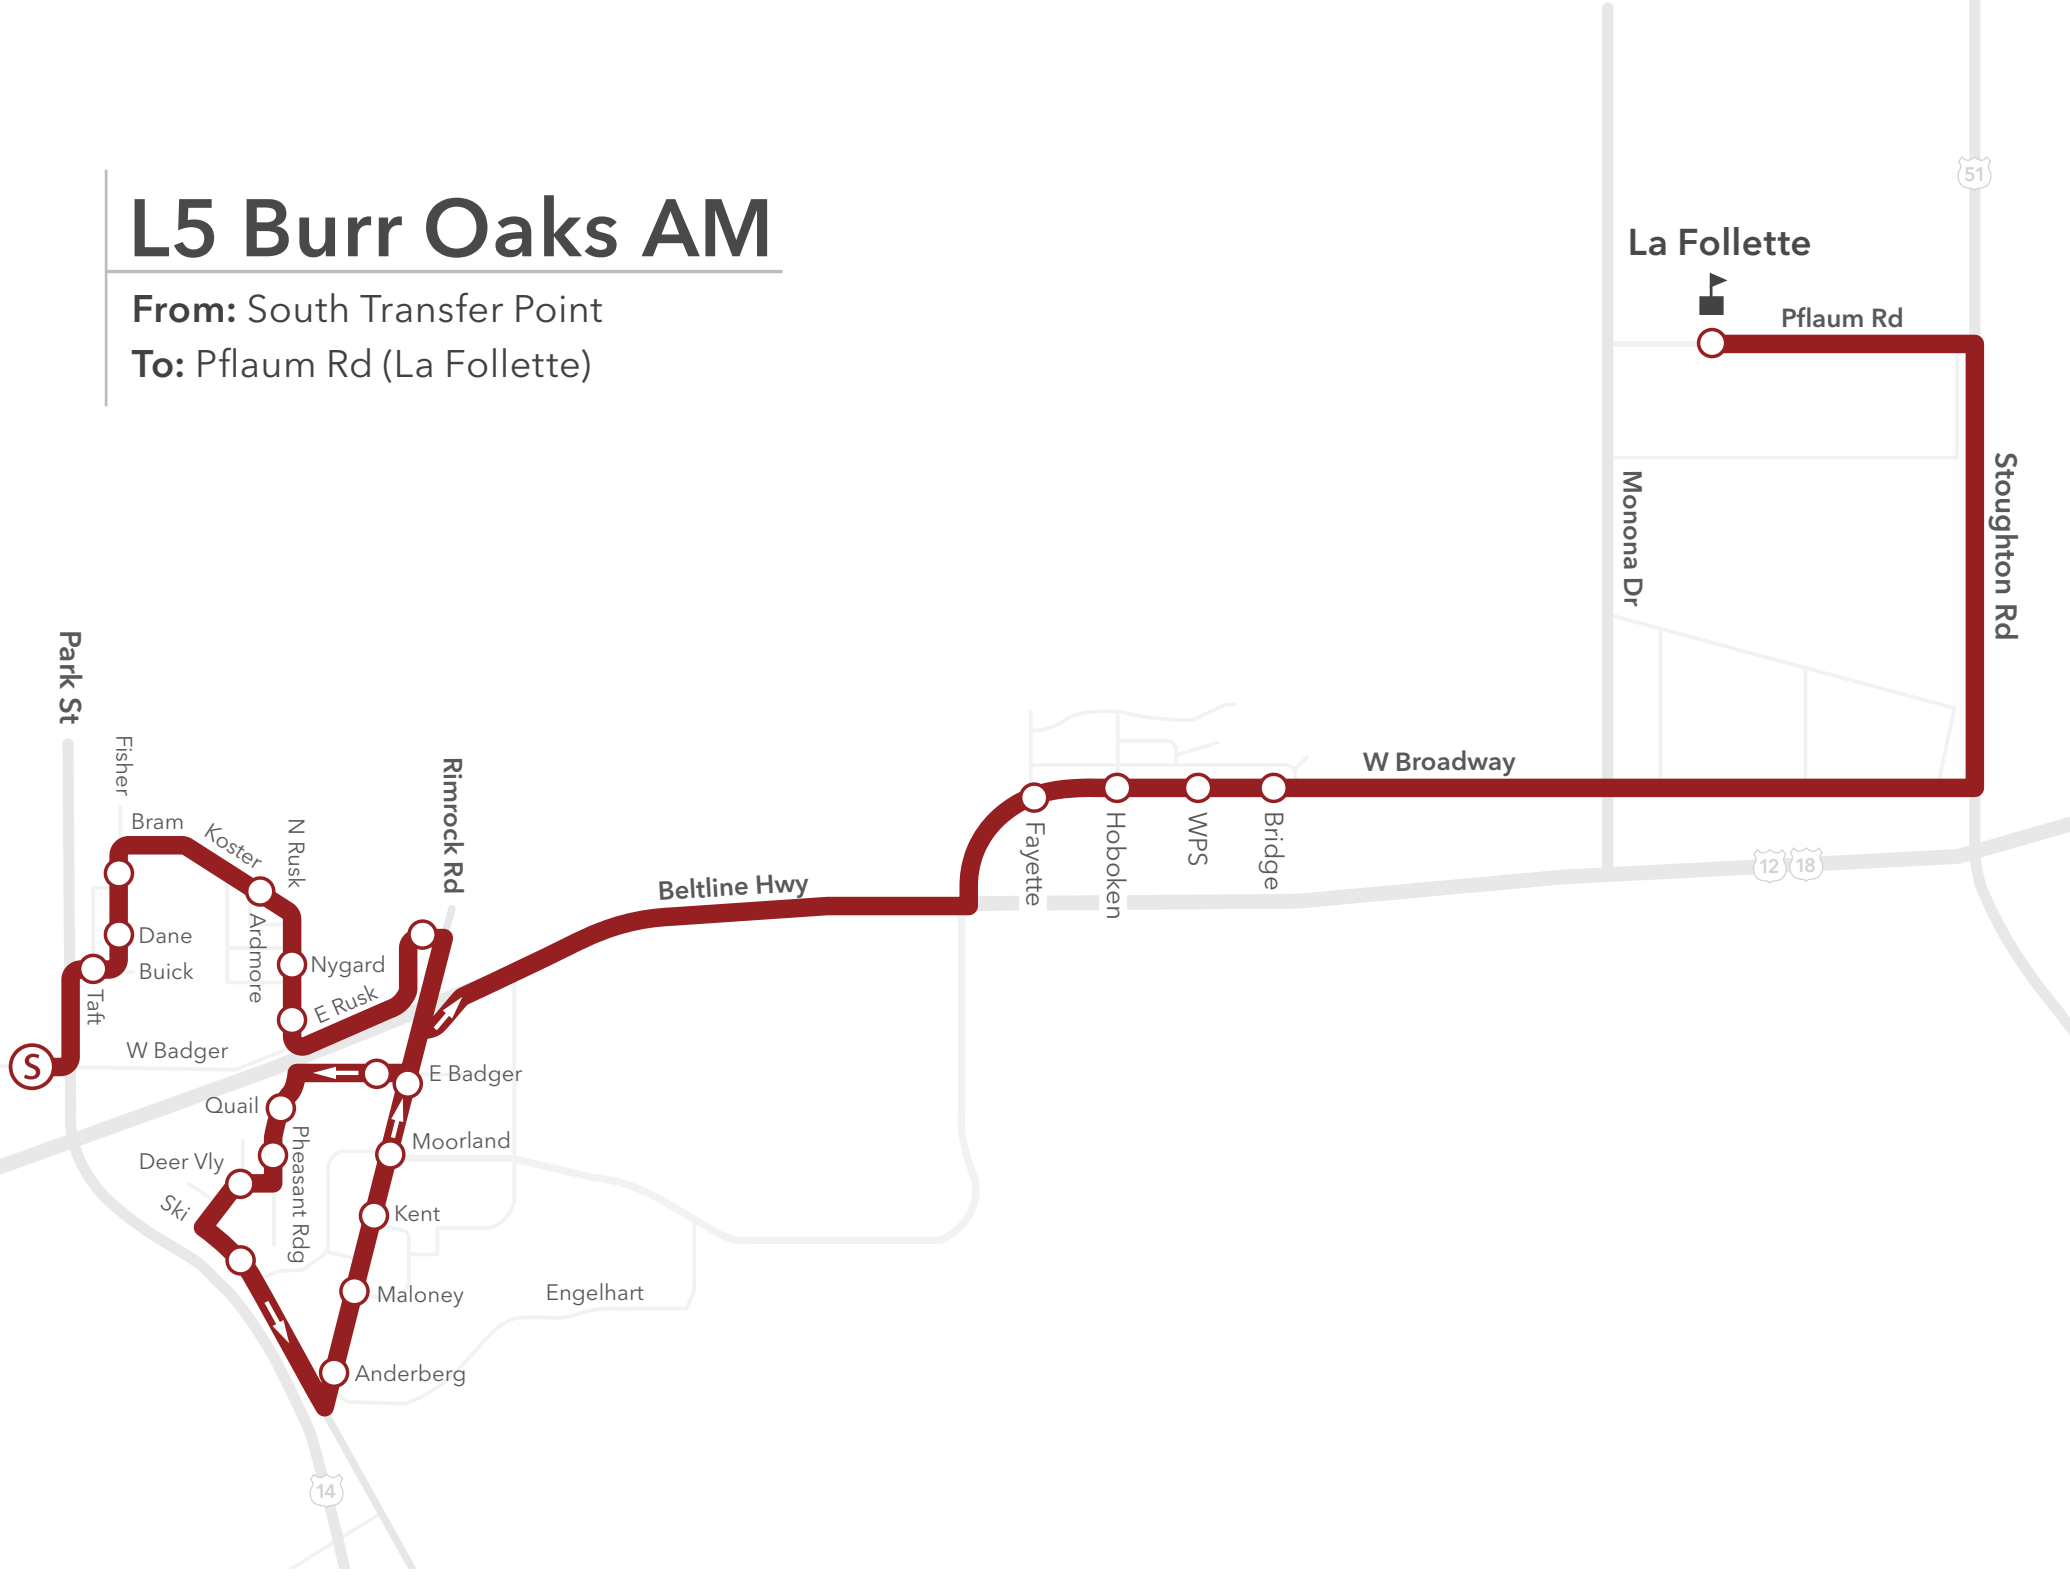 L5 Burr Oaks AM
From: South Transfer Point
To: Pflaum Rd (La Follette)
51
La Follette
Pflaum Rd
Stoughton Rd
Monona Dr
Park St
Fisher
Bram
Koster
N Rusk
Rimrock Rd
W Broadway
Beltline Hwy
Fayette
Hoboken
WPS
Bridge
12
18
Dane
Buick
Taft
Ardmore
Nygard
E Rusk
W Badger
S
E Badger
Quail
Moorland
Deer Vly
Pheasant Rdg
Ski
Kent
Maloney
Engelhart
Anderberg
14